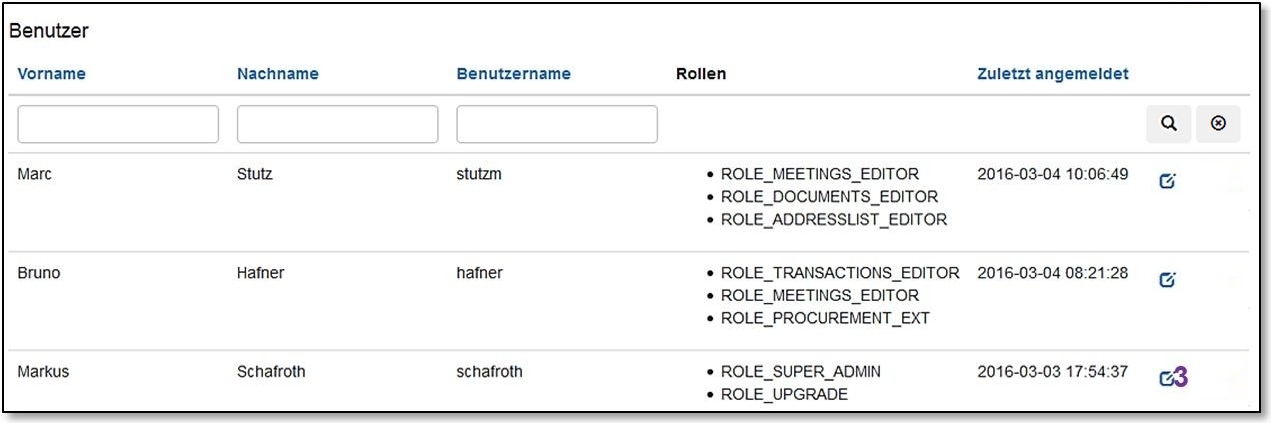 Benutzer
Vorname Nachname Benutzername Rollen Zuletzt angemeldet
Marc Stutz stutzm • ROLE_MEETINGS_EDITOR 2016-03-04 10:06:49
• ROLE_DOCUMENTS_EDITOR
• ROLE_ADDRESSLIST_EDITOR
Bruno Hafner hafner • ROLE_TRANSACTIONS_EDITOR 2016-03-04 08:21:28
• ROLE_MEETINGS_EDITOR
• ROLE_PROCUREMENT_EXT
Markus Schafroth schafroth • ROLE_SUPER_ADMIN 2016-03-03 17:54:37 3
• ROLE_UPGRADE